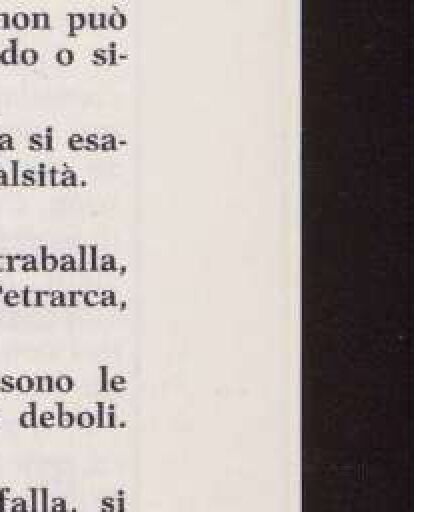 non può
do o si-
a si esa-
alsità.
traballa,
Petrarca,
sono le
deboli.
falla, si